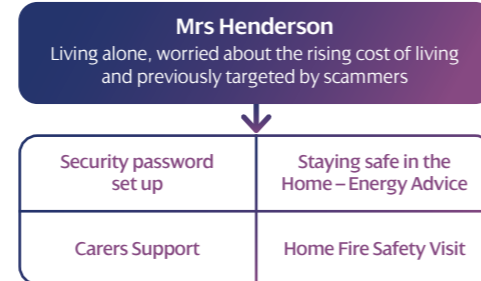 Mrs Henderson
Living alone, worried about the rising cost of living
and previously targeted by scammers
Security password
set up
Staying safe in the
Home – Energy Advice
Carers Support
Home Fire Safety Visit